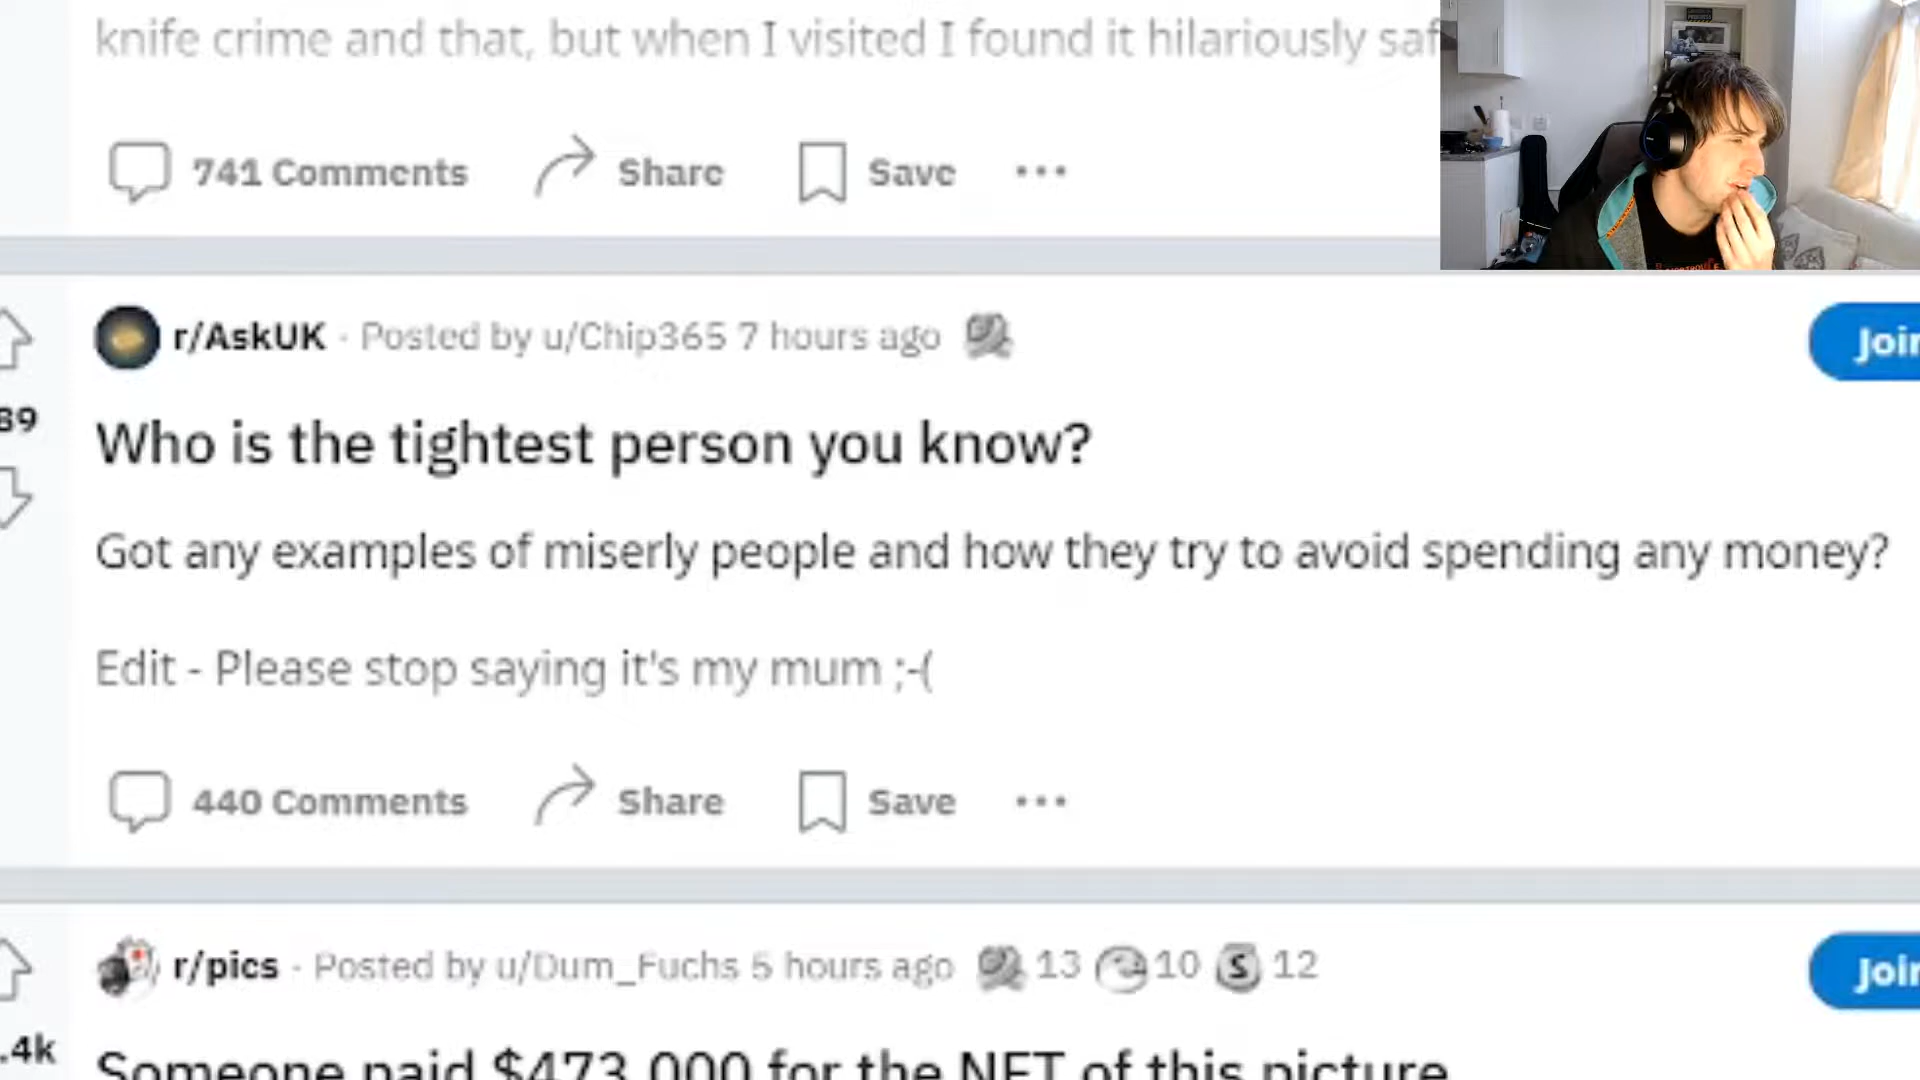 knife crime and that, but when I visited I found it hilariously saf
741 Comments Share Save
r/AskUK · Posted by u/Chip365 7 hours ago
Join
89
Who is the tightest person you know?
Got any examples of miserly people and how they try to avoid spending any money?
Edit - Please stop saying it's my mum ;-(
440 Comments Share Save
r/pics · Posted by u/Dum_Fuchs 5 hours ago 13 10 S 12
Join
.4k
Someone paid $473,000 for the NFT of this picture